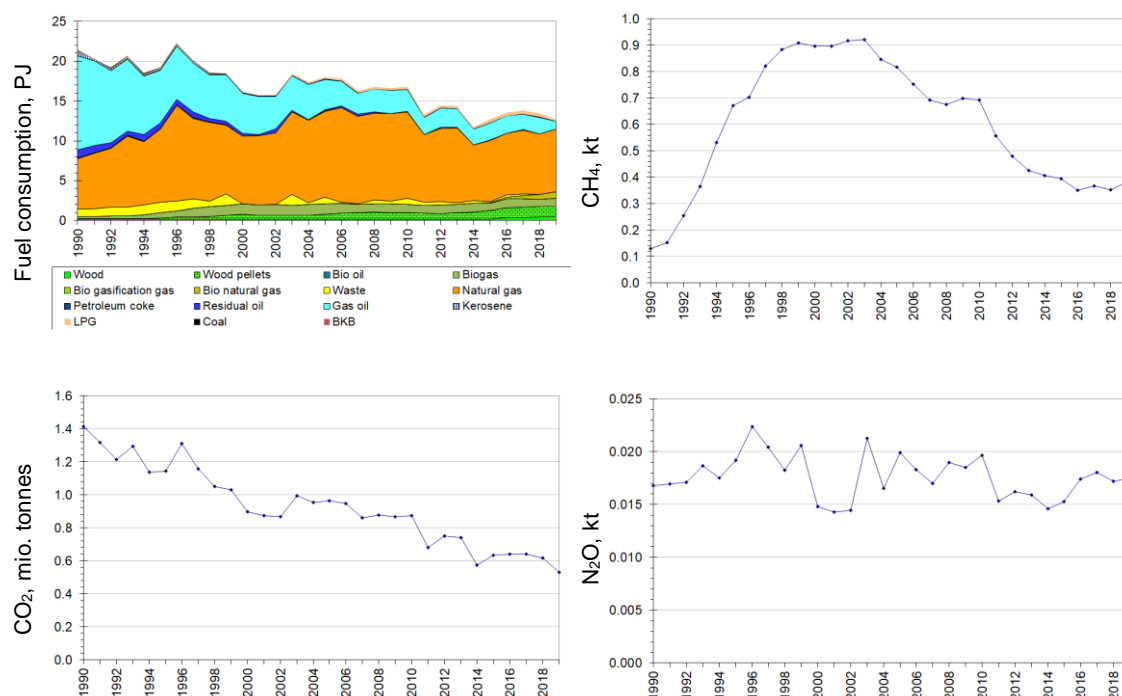 Fuel consumption, PJ
25
20
15
10
5
0
1990 1992 1994 1996 1998 2000 2002 2004 2006 2008 2010 2012 2014 2016 2018
Wood Wood pellets Bio oil Biogas
Bio gasification gas Bio natural gas Waste Natural gas
Petroleum coke Residual oil Gas oil Kerosene
LPG Coal BKB
CH₄, kt
1.0
0.9
0.8
0.7
0.6
0.5
0.4
0.3
0.2
0.1
0.0
1990 1992 1994 1996 1998 2000 2002 2004 2006 2008 2010 2012 2014 2016 2018
CO₂, mio. tonnes
1.6
1.4
1.2
1.0
0.8
0.6
0.4
0.2
0.0
1990 1992 1994 1996 1998 2000 2002 2004 2006 2008 2010 2012 2014 2016 2018
N₂O, kt
0.025
0.020
0.015
0.010
0.005
0.000
1990 1992 1994 1996 1998 2000 2002 2004 2006 2008 2010 2012 2014 2016 2018